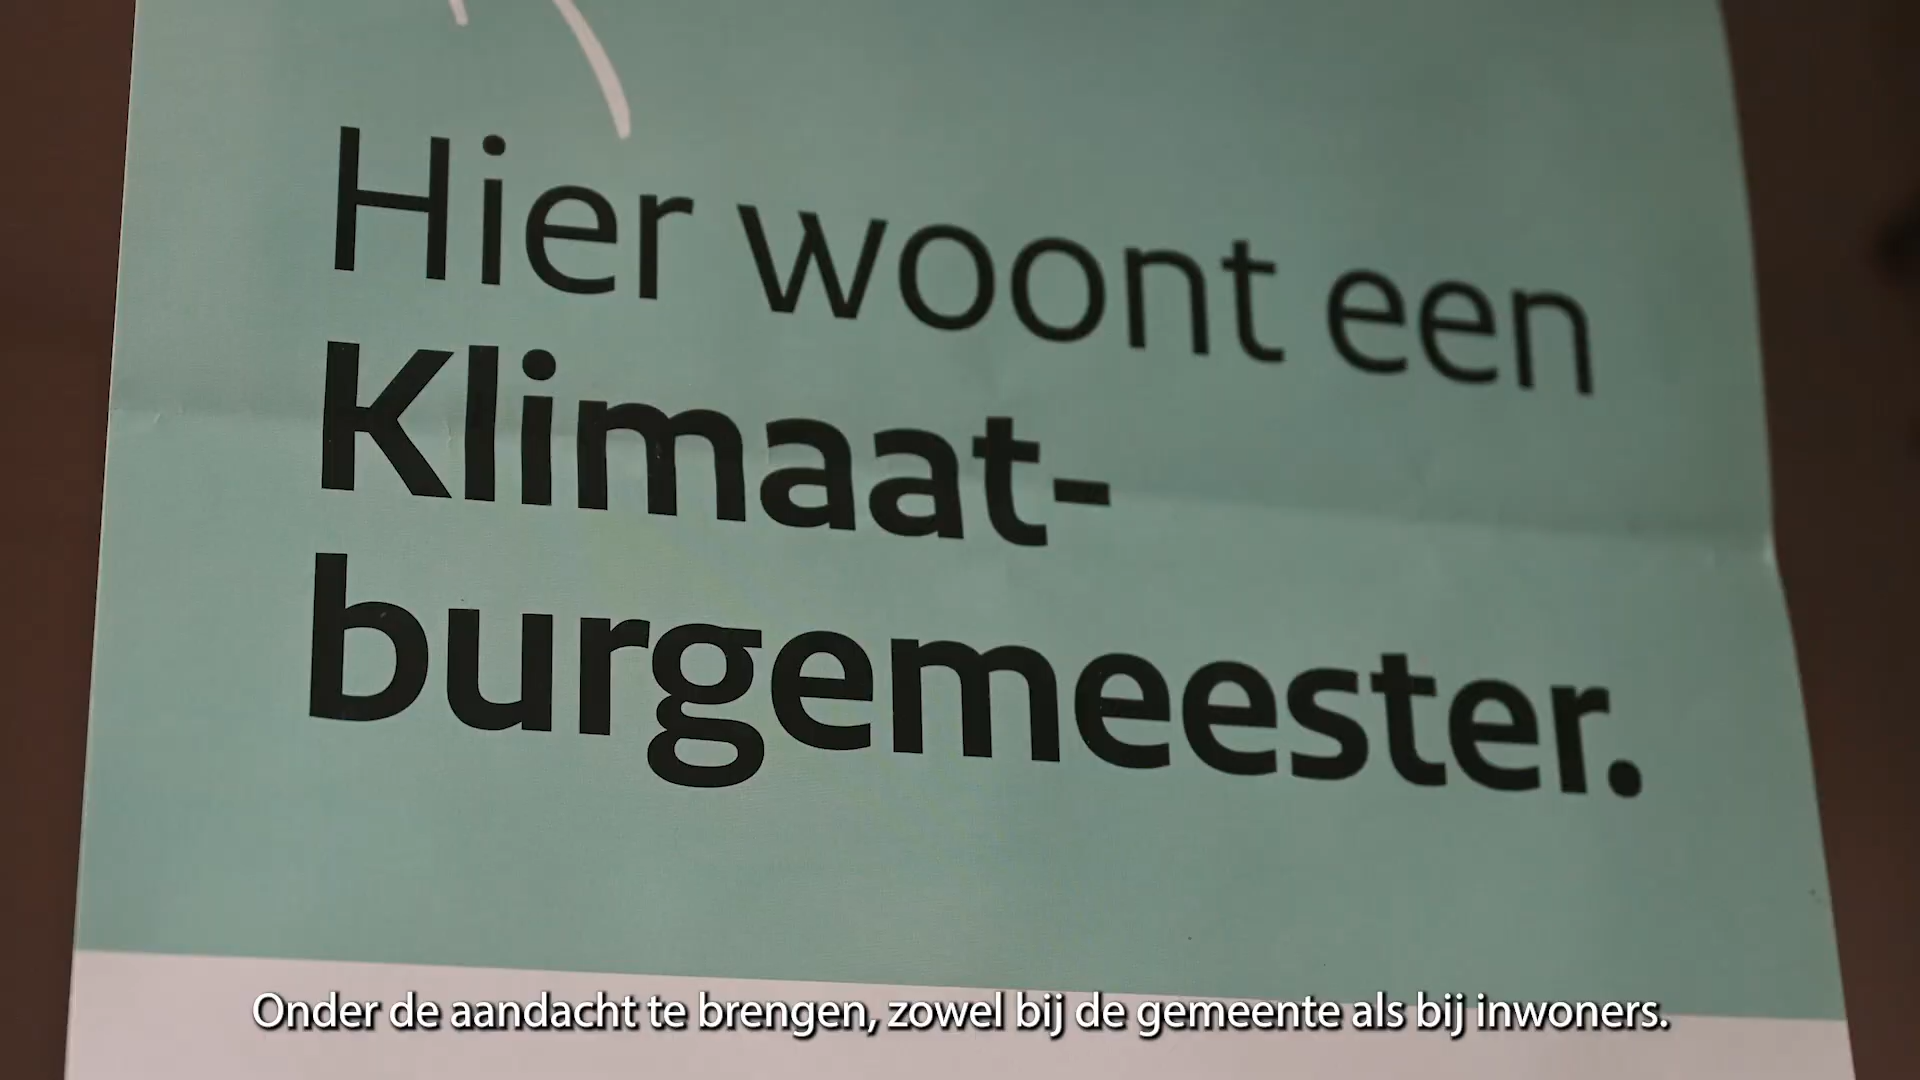 Hier woont een
Klimaat-
burgemeester.
Onder de aandacht te brengen, zowel bij de gemeente als bij inwoners.